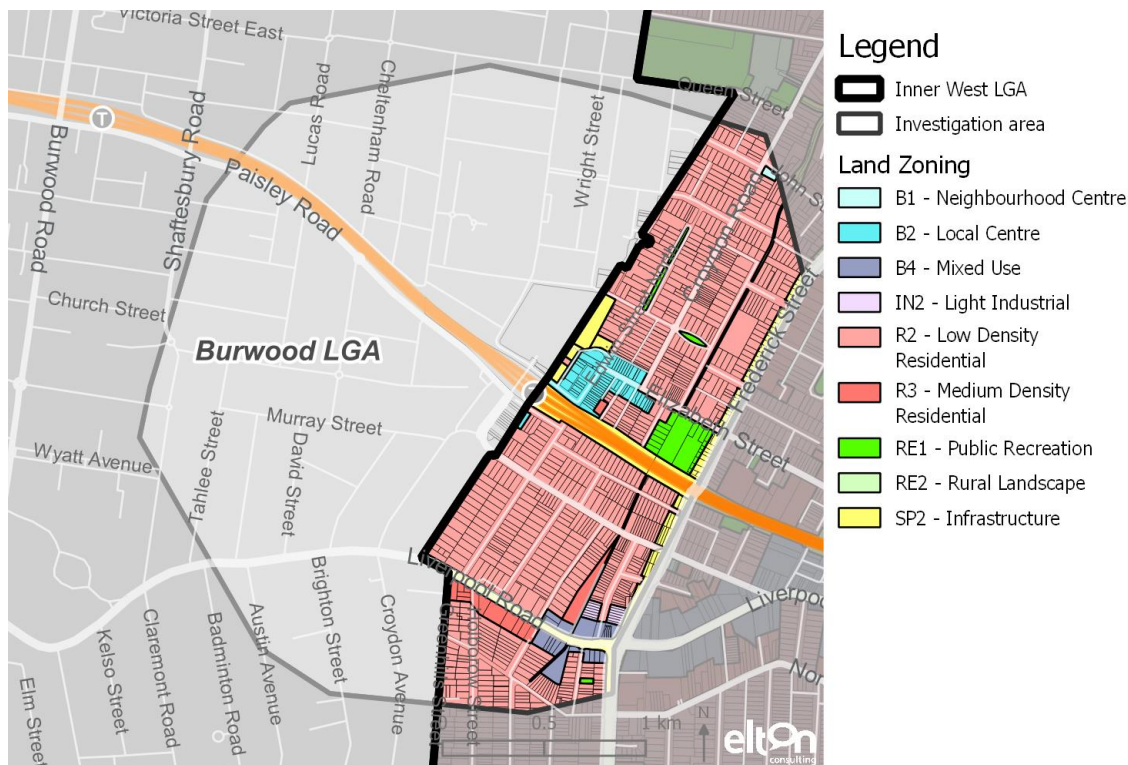 Victoria Street East
Queen Street
Lucas Road
Cheltenham Road
Wright Street
T
Burwood Road
Shaftesbury Road
Paisley Road
Croydon Road
Church Street
Burwood LGA
Frederick Street
Elizabeth Street
Murray Street
Wyatt Avenue
Tahlee Street
David Street
Liverpool Road
Brighton Street
Croydon Avenue
Greenhills Street
Holborow Street
Austin Avenue
Badminton Road
Claremont Road
Kelso Street
Elm Street
0.5
1 km
N
elton
consulting
Legend
Inner West LGA
Investigation area
Land Zoning
B1 - Neighbourhood Centre
B2 - Local Centre
B4 - Mixed Use
IN2 - Light Industrial
R2 - Low Density
Residential
R3 - Medium Density
Residential
RE1 - Public Recreation
RE2 - Rural Landscape
SP2 - Infrastructure